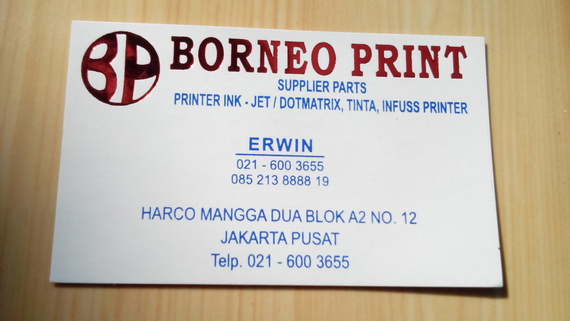 BP BORNEO PRINT
SUPPLIER PARTS
PRINTER INK - JET / DOTMATRIX, TINTA, INFUSS PRINTER
ERWIN
021 - 600 3655
085 213 8888 19
HARCO MANGGA DUA BLOK A2 NO. 12
JAKARTA PUSAT
Telp. 021 - 600 3655